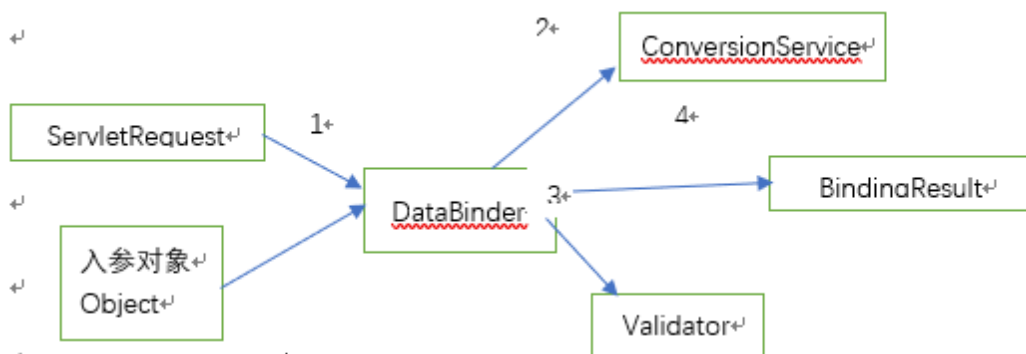 2
ConversionService
ServletRequest
1
4
DataBinder
3
BindingResult
入参对象
Object
Validator